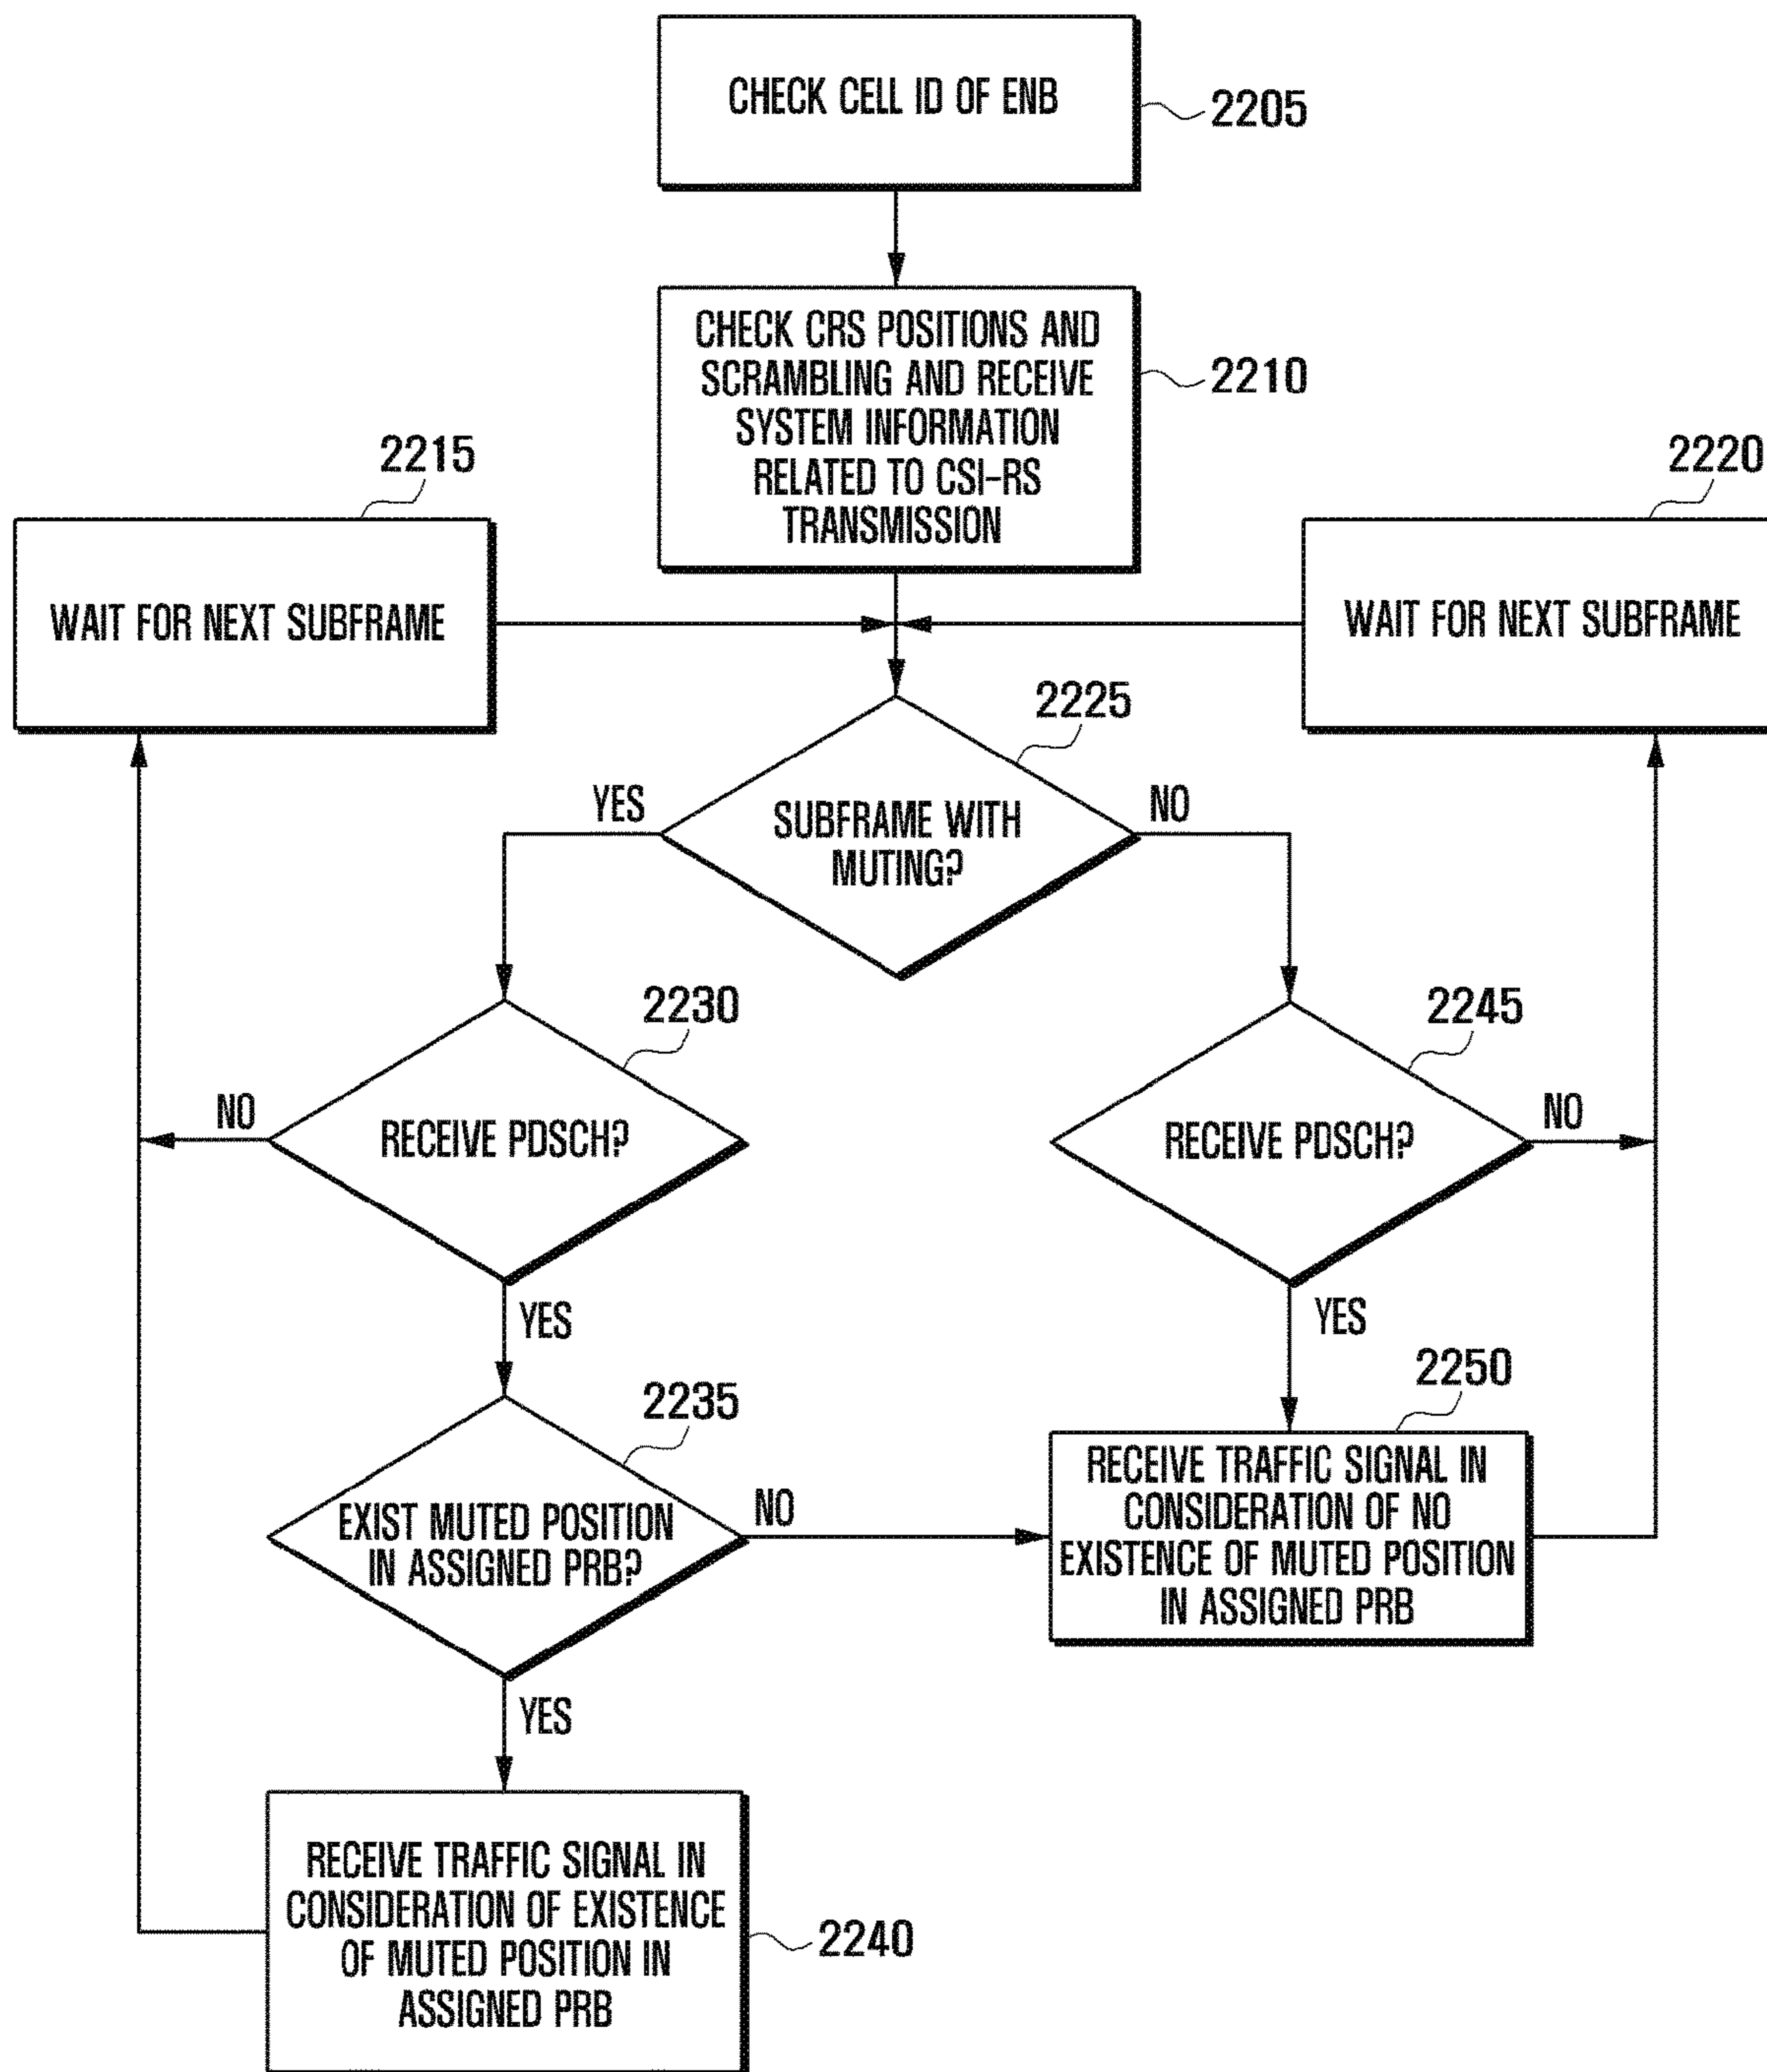 CHECK CELL ID OF ENB
2205
CHECK CRS POSITIONS AND
SCRAMBLING AND RECEIVE
SYSTEM INFORMATION
RELATED TO CSI-RS
TRANSMISSION
2210
2215
WAIT FOR NEXT SUBFRAME
2220
WAIT FOR NEXT SUBFRAME
2225
SUBFRAME WITH
MUTING?
YES
NO
2230
RECEIVE PDSCH?
NO
YES
2245
RECEIVE PDSCH?
NO
YES
2235
EXIST MUTED POSITION
IN ASSIGNED PRB?
NO
YES
2250
RECEIVE TRAFFIC SIGNAL IN
CONSIDERATION OF NO
EXISTENCE OF MUTED POSITION
IN ASSIGNED PRB
RECEIVE TRAFFIC SIGNAL IN
CONSIDERATION OF EXISTENCE
OF MUTED POSITION IN
ASSIGNED PRB
2240